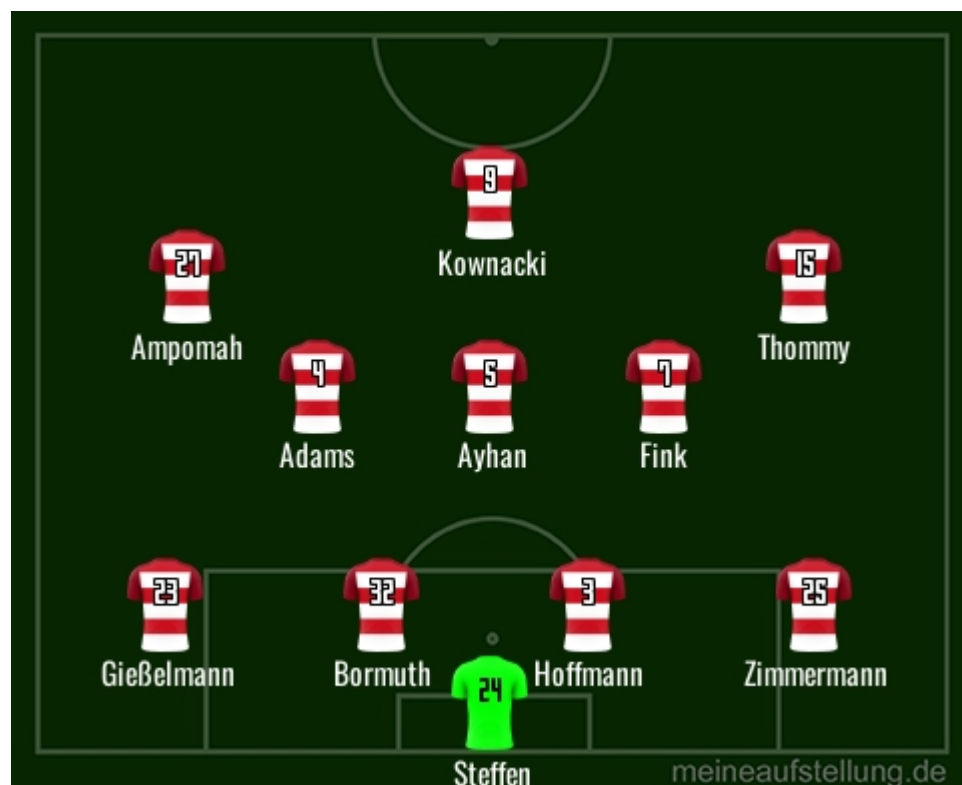 9
Kownacki
27
15
Ampomah
Thommy
4
5
7
Adams
Ayhan
Fink
23
32
3
25
Gießelmann
Bormuth
Hoffmann
Zimmermann
24
Steffen
meineaufstellung.de